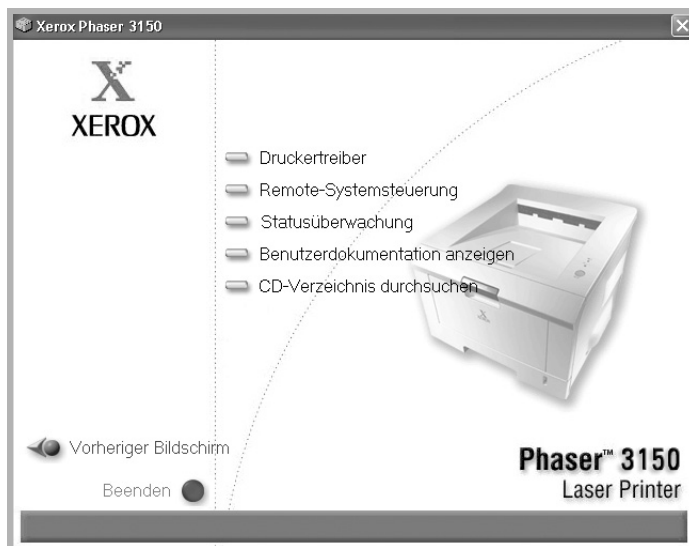 Xerox Phaser 3150
X
XEROX
Druckertreiber
Remote-Systemsteuerung
Statusüberwachung
Benutzerdokumentation anzeigen
CD-Verzeichnis durchsuchen
Vorheriger Bildschirm
Beenden
Phaser™ 3150
Laser Printer